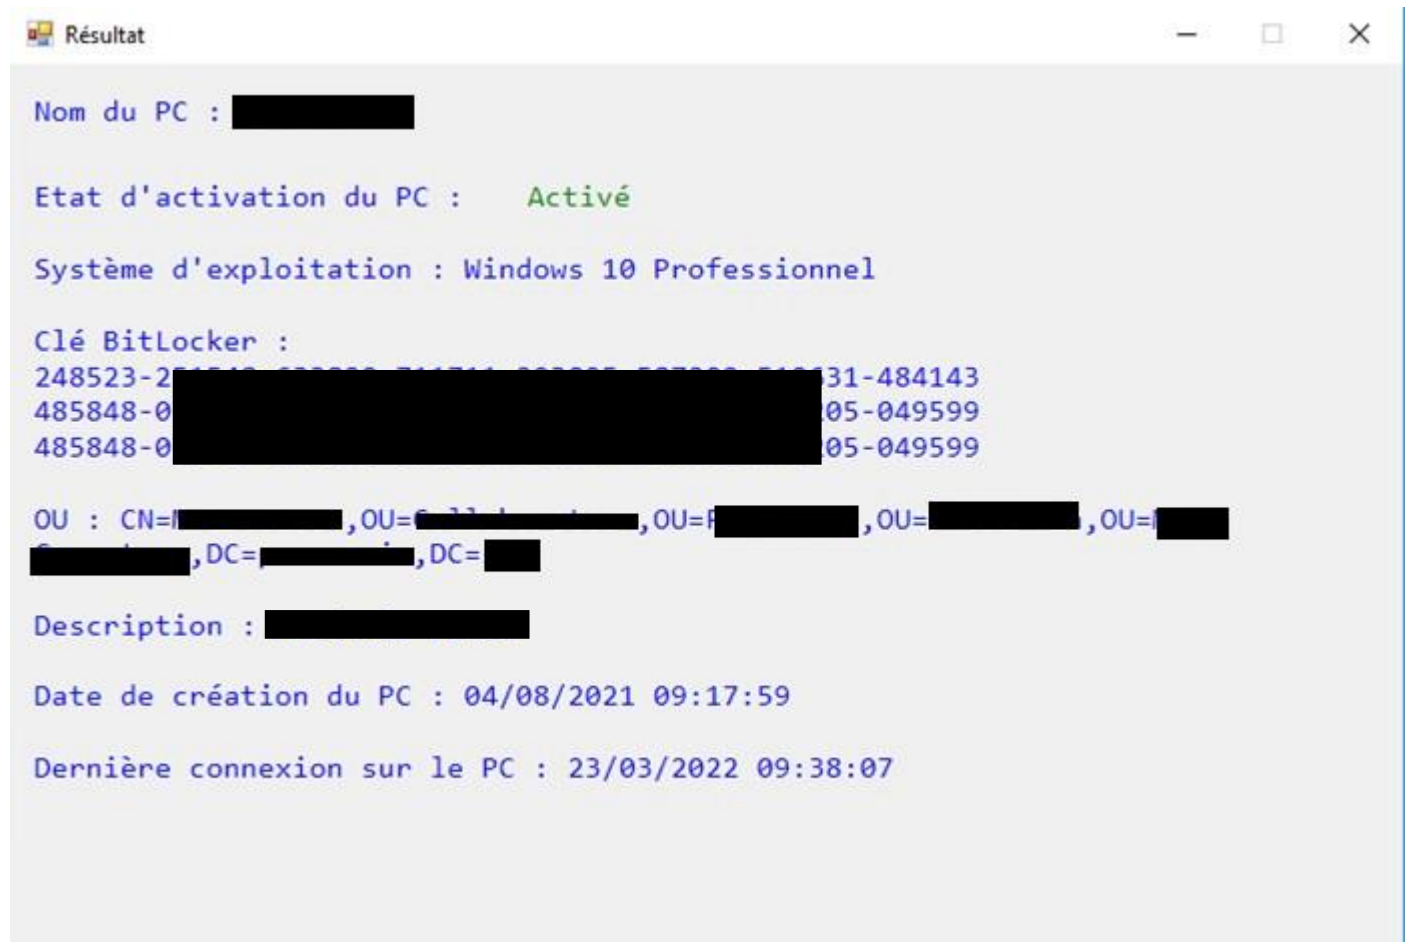 Résultat
Nom du PC :
Etat d'activation du PC : Activé
Système d'exploitation : Windows 10 Professionnel
Clé BitLocker :
248523-2 31-484143
485848-0 05-049599
485848-0 05-049599
OU : CN= ,OU= ,OU= ,OU= ,OU=
,DC= ,DC=
Description :
Date de création du PC : 04/08/2021 09:17:59
Dernière connexion sur le PC : 23/03/2022 09:38:07